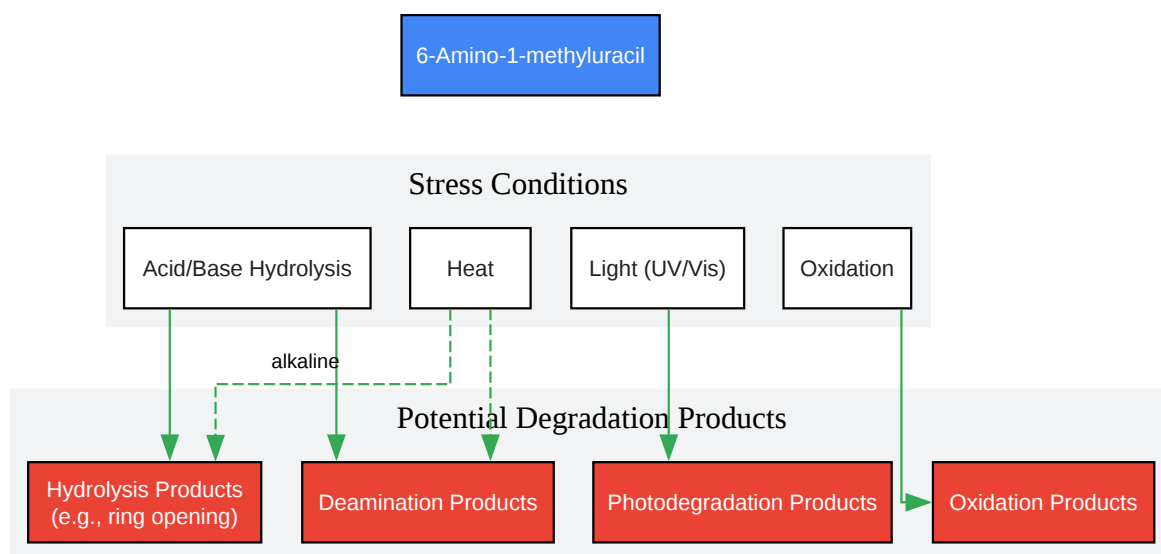 6-Amino-1-methyluracil
Stress Conditions
Acid/Base Hydrolysis
Heat
Light (UV/Vis)
Oxidation
alkaline
Potential Degradation Products
Hydrolysis Products
(e.g., ring opening)
Deamination Products
Photodegradation Products
Oxidation Products